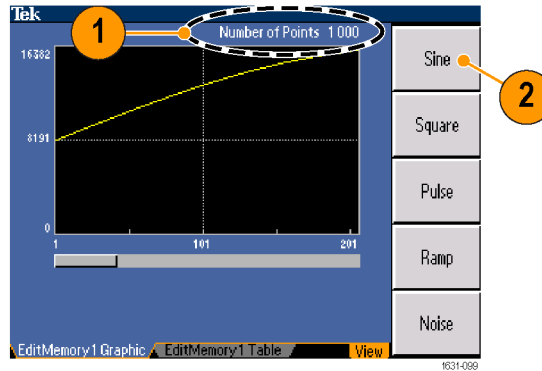 Tek
1
Number of Points 1 000
16382
8191
0
1
101
201
Sine
2
Square
Pulse
Ramp
Noise
EditMemory1 Graphic
EditMemory1 Table
View
1631-099